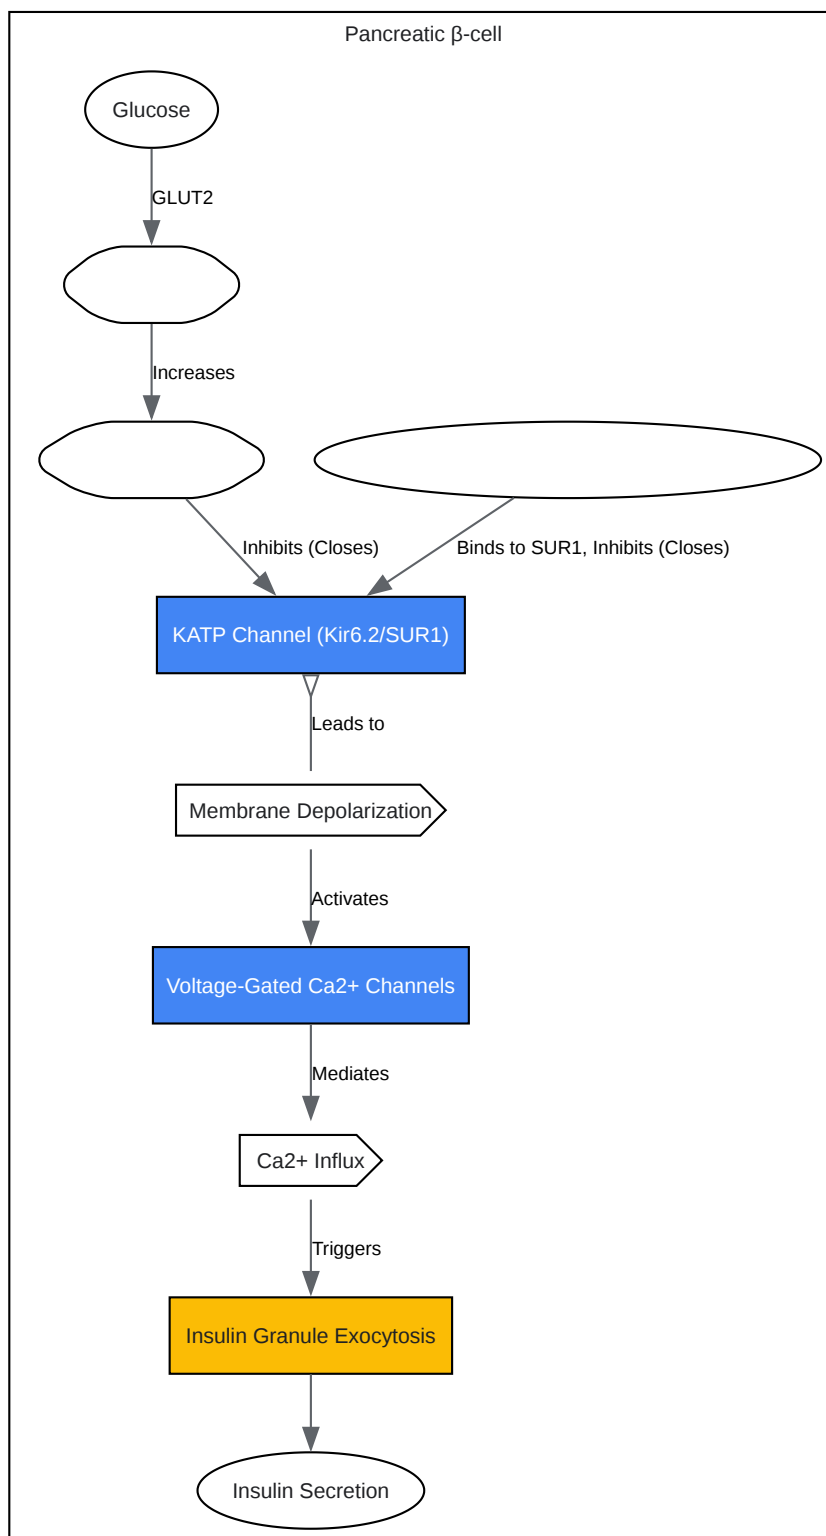 Pancreatic β-cell
Glucose
GLUT2
Increases
Inhibits (Closes)
Binds to SUR1, Inhibits (Closes)
KATP Channel (Kir6.2/SUR1)
Leads to
Membrane Depolarization
Activates
Voltage-Gated Ca2+ Channels
Mediates
Ca2+ Influx
Triggers
Insulin Granule Exocytosis
Insulin Secretion